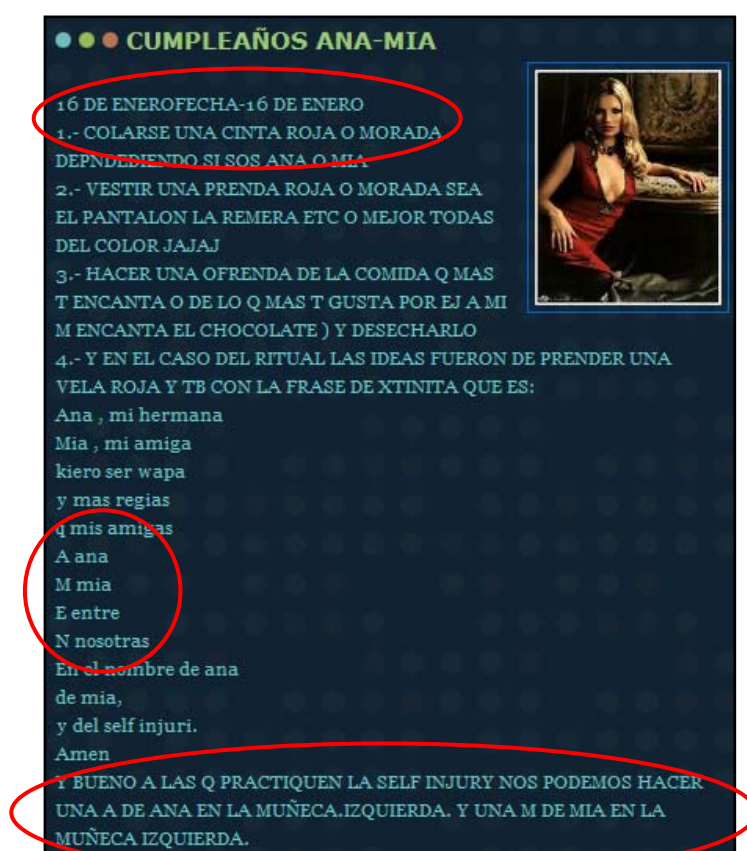 CUMPLEAÑOS ANA-MIA
16 DE ENEROFECHA-16 DE ENERO
1.- COLARSE UNA CINTA ROJA O MORADA
DEPNDEDIENDO SI SOS ANA O MIA
2.- VESTIR UNA PRENDA ROJA O MORADA SEA
EL PANTALON LA REMERA ETC O MEJOR TODAS
DEL COLOR JAJAJ
3.- HACER UNA OFRENDA DE LA COMIDA Q MAS
T ENCANTA O DE LO Q MAS T GUSTA POR EJ A MI
M ENCANTA EL CHOCOLATE ) Y DESECHARLO
4.- Y EN EL CASO DEL RITUAL LAS IDEAS FUERON DE PRENDER UNA
VELA ROJA Y TB CON LA FRASE DE XTINITA QUE ES:
Ana , mi hermana
Mia , mi amiga
kiero ser wapa
y mas regias
q mis amigas
A ana
M mia
E entre
N nosotras
En el nombre de ana
de mia,
y del self injuri.
Amen
Y BUENO A LAS Q PRACTIQUEN LA SELF INJURY NOS PODEMOS HACER
UNA A DE ANA EN LA MUÑECA.IZQUIERDA. Y UNA M DE MIA EN LA
MUÑECA IZQUIERDA.